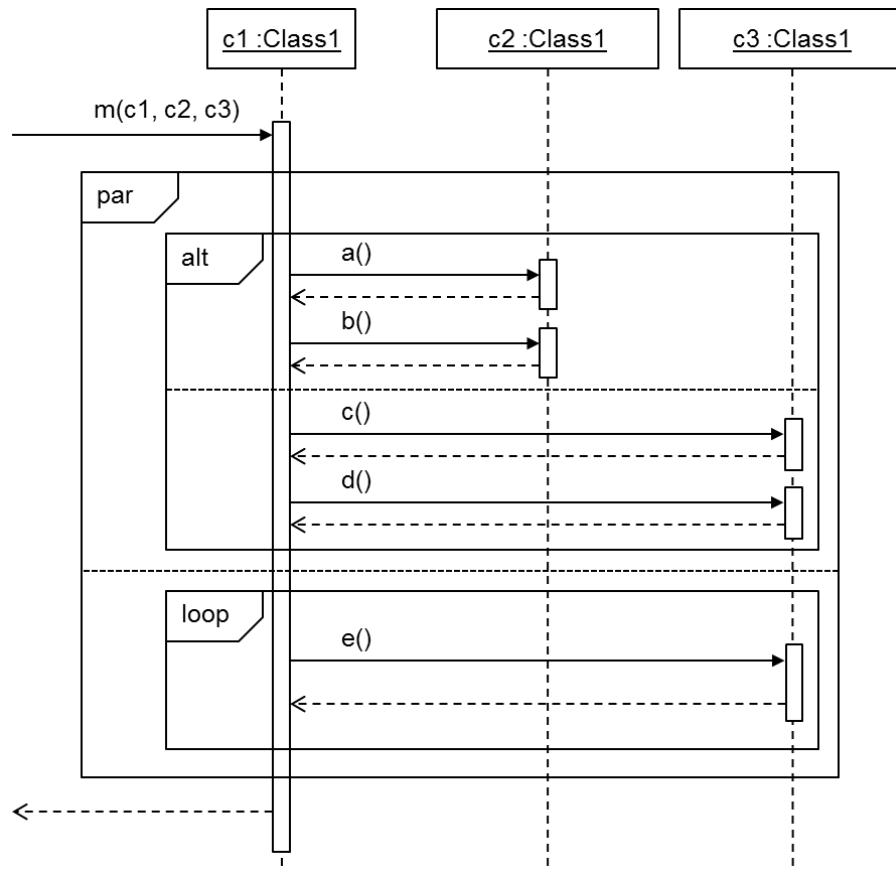 c1 :Class1
c2 :Class1
c3 :Class1
m(c1, c2, c3)
par
alt
a()
b()
c()
d()
loop
e()